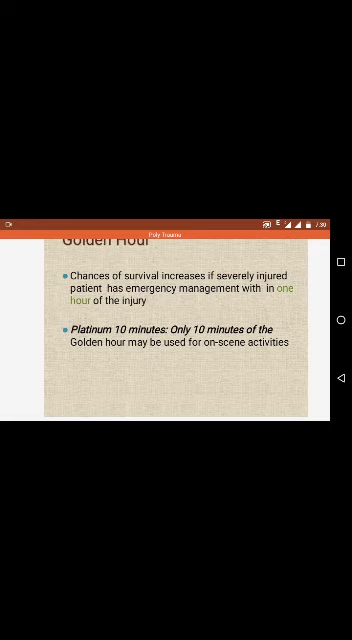 E 7:30
Poly Trauma
Golden Hour
Chances of survival increases if severely injured
patient has emergency management with in one
hour of the injury
Platinum 10 minutes: Only 10 minutes of the
Golden hour may be used for on-scene activities